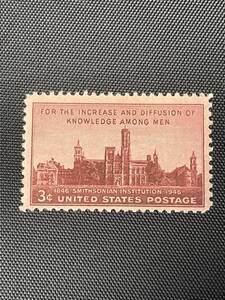 FOR THE INCREASE AND DIFFUSION OF
KNOWLEDGE AMONG MEN
1846 SMITHSONIAN INSTITUTION 1946
3¢ UNITED STATES POSTAGE